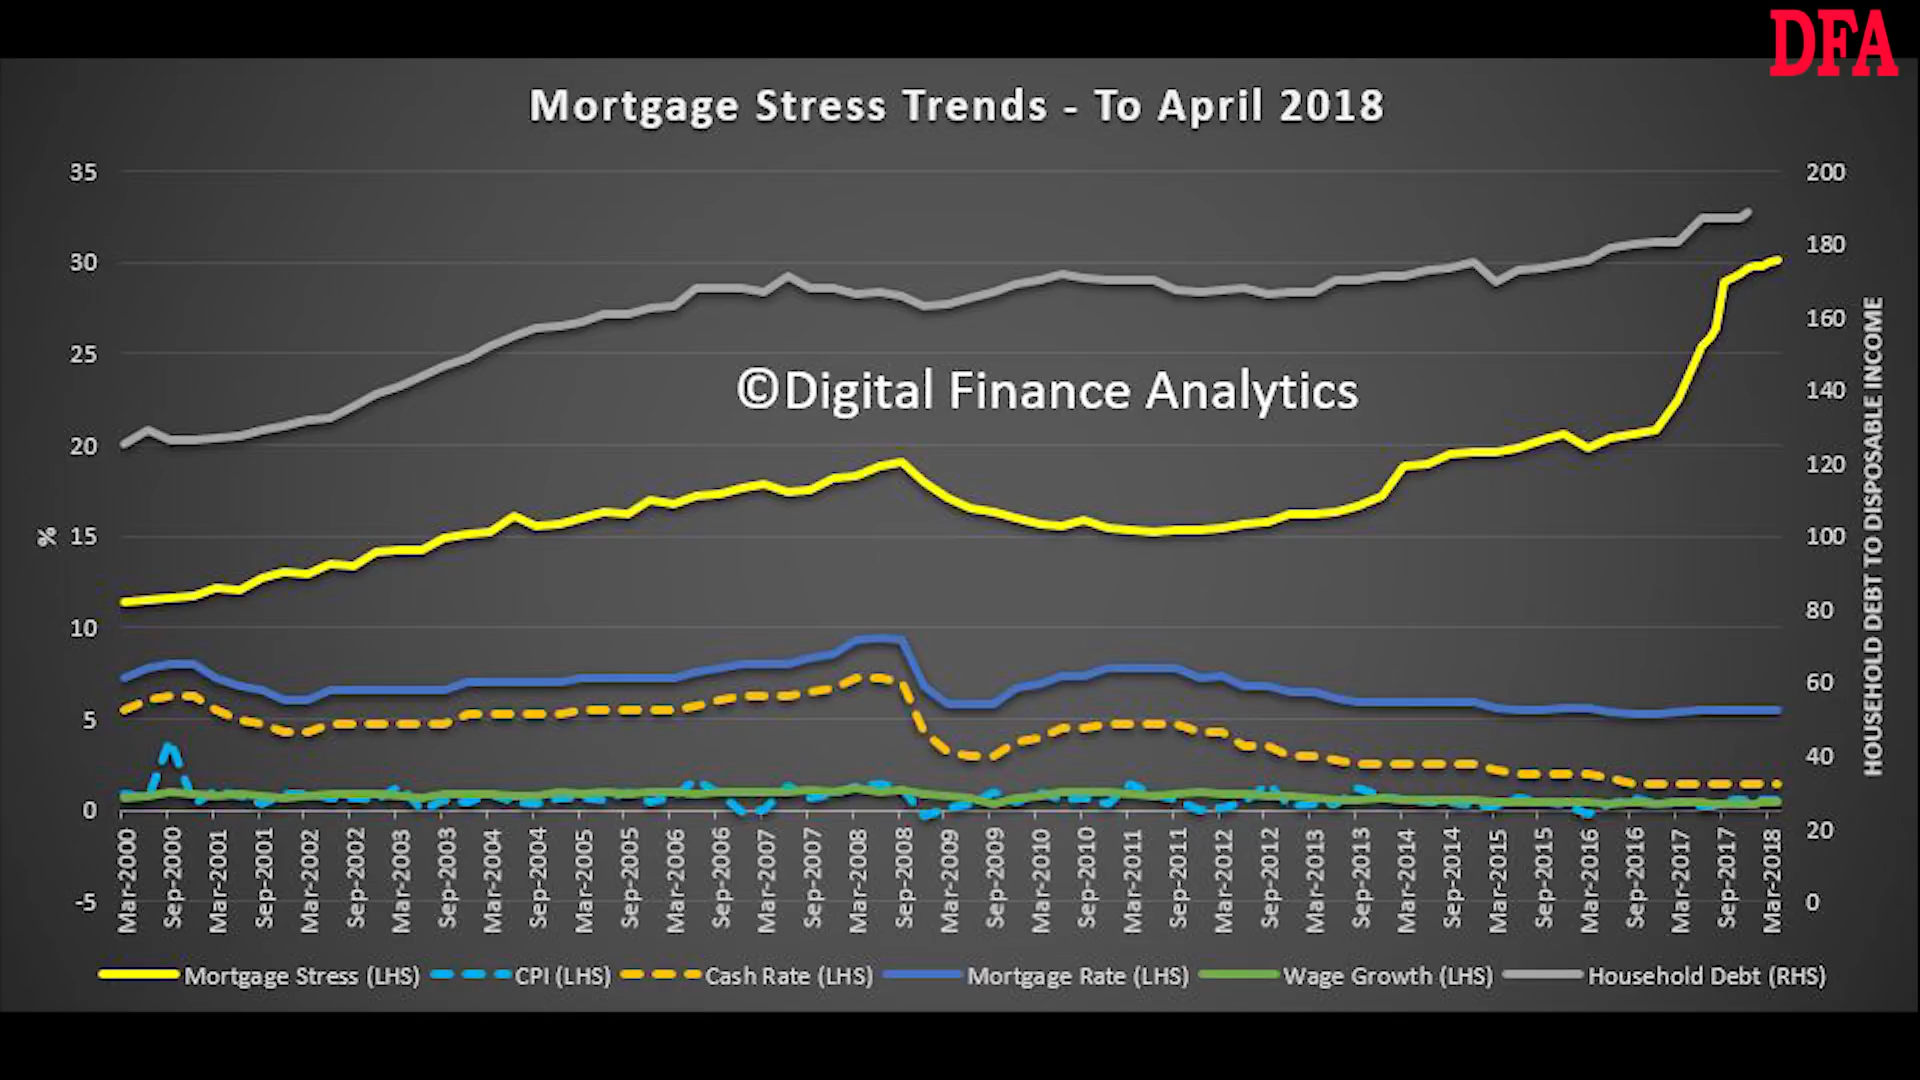 DFA
Mortgage Stress Trends - To April 2018
35
30
25
20
15
10
5
0
-5
%
200
180
160
140
120
100
80
60
40
20
0
HOUSEHOLD DEBT TO DISPOSABLE INCOME
©Digital Finance Analytics
Mar-2000
Sep-2000
Mar-2001
Sep-2001
Mar-2002
Sep-2002
Mar-2003
Sep-2003
Mar-2004
Sep-2004
Mar-2005
Sep-2005
Mar-2006
Sep-2006
Mar-2007
Sep-2007
Mar-2008
Sep-2008
Mar-2009
Sep-2009
Mar-2010
Sep-2010
Mar-2011
Sep-2011
Mar-2012
Sep-2012
Mar-2013
Sep-2013
Mar-2014
Sep-2014
Mar-2015
Sep-2015
Mar-2016
Sep-2016
Mar-2017
Sep-2017
Mar-2018
Mortgage Stress (LHS) CPI (LHS) Cash Rate (LHS) Mortgage Rate (LHS) Wage Growth (LHS) Household Debt (RHS)